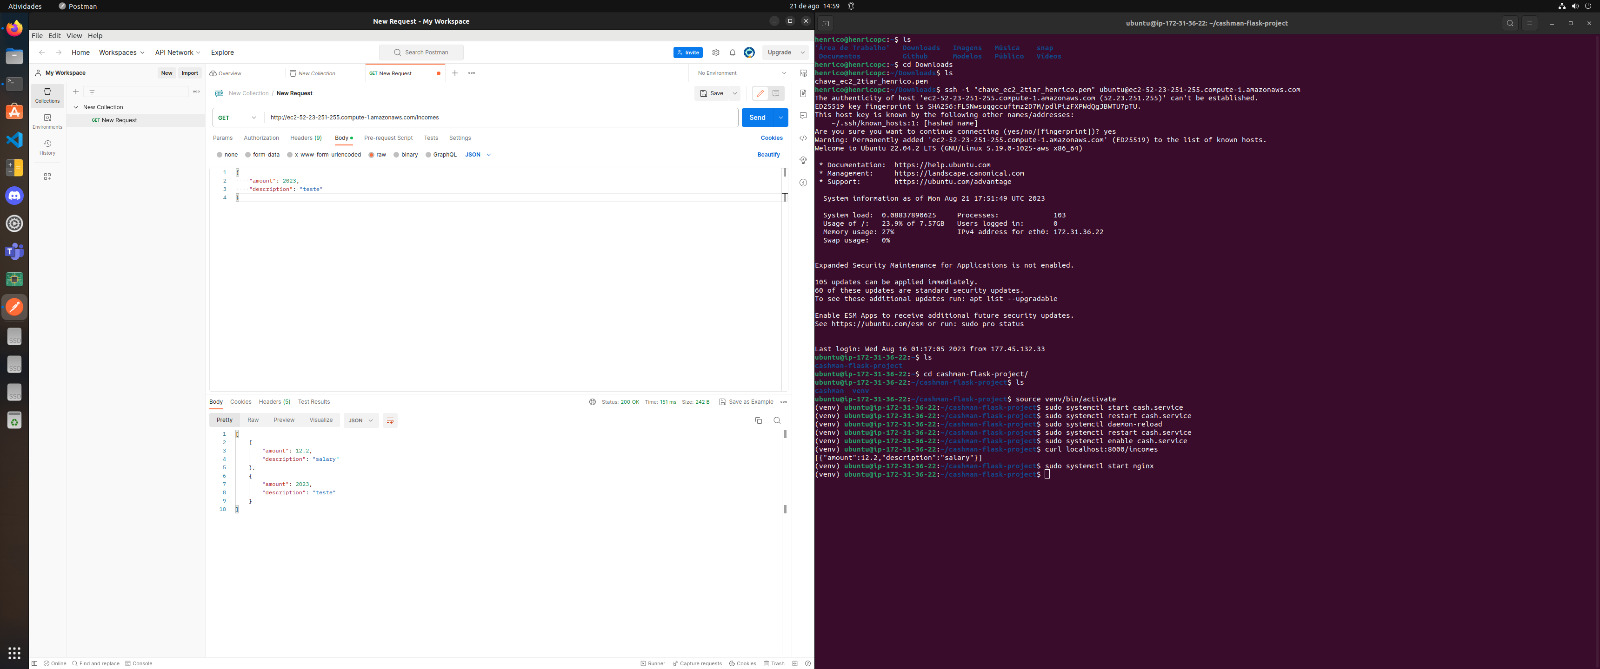 Atividades Postman 21 de ago 14:59
New Request - My Workspace
File Edit View Help
Home Workspaces API Network Explore Search Postman Invite Upgrade
My Workspace New Import Overview New Collection GET New Request No Environment
Collections
Environments
History
New Collection
GET New Request
New Collection / New Request Save
GET http://ec2-52-23-251-255.compute-1.amazonaws.com/incomes Send
Params Authorization Headers (9) Body Pre-request Script Tests Settings Cookies
none form-data x-www-form-urlencoded raw binary GraphQL JSON Beautify
1 {
2 "amount": 2023,
3 "description": "teste"
4 }
Body Cookies Headers (5) Test Results Status: 200 OK Time: 151 ms Size: 242 B Save as Example
Pretty Raw Preview Visualize JSON
1 [
2 {
3 "amount": 12.2,
4 "description": "salary"
5 },
6 {
7 "amount": 2023,
8 "description": "teste"
9 }
10 ]
Online Find and replace Console Runner Capture requests Cookies Trash
ubuntu@ip-172-31-36-22: ~/cashman-flask-project
henrico@henricopc:~$ ls
'Área de Trabalho' Downloads Imagens Música snap
Documentos Github Modelos Público Vídeos
henrico@henricopc:~$ cd Downloads
henrico@henricopc:~/Downloads$ ls
chave_ec2_2tiar_henrico.pem
henrico@henricopc:~/Downloads$ ssh -i "chave_ec2_2tiar_henrico.pem" ubuntu@ec2-52-23-251-255.compute-1.amazonaws.com
The authenticity of host 'ec2-52-23-251-255.compute-1.amazonaws.com (52.23.251.255)' can't be established.
ED25519 key fingerprint is
This host key is known by the following other names/addresses:
~/.ssh/known_hosts:1: [hashed name]
Are you sure you want to continue connecting (yes/no/[fingerprint])? yes
Warning: Permanently added 'ec2-52-23-251-255.compute-1.amazonaws.com' (ED25519) to the list of known hosts.
Welcome to Ubuntu 22.04.2 LTS (GNU/Linux 5.19.0-1025-aws x86_64)
* Documentation: https://help.ubuntu.com
* Management: https://landscape.canonical.com
* Support: https://ubuntu.com/advantage
System information as of Mon Aug 21 17:51:49 UTC 2023
System load: 0.08837890625 Processes: 103
Usage of /: 23.9% of 7.57GB Users logged in: 0
Memory usage: 27% IPv4 address for eth0: 172.31.36.22
Swap usage: 0%
Expanded Security Maintenance for Applications is not enabled.
105 updates can be applied immediately.
60 of these updates are standard security updates.
To see these additional updates run: apt list --upgradable
Enable ESM Apps to receive additional future security updates.
See https://ubuntu.com/esm or run: sudo pro status
Last login: Wed Aug 16 01:17:05 2023 from 177.45.132.33
ubuntu@ip-172-31-36-22:~$ ls
cashman-flask-project
ubuntu@ip-172-31-36-22:~$ cd cashman-flask-project/
ubuntu@ip-172-31-36-22:~/cashman-flask-project$ ls
cashman venv
ubuntu@ip-172-31-36-22:~/cashman-flask-project$ source venv/bin/activate
(venv) ubuntu@ip-172-31-36-22:~/cashman-flask-project$ sudo systemctl start cash.service
(venv) ubuntu@ip-172-31-36-22:~/cashman-flask-project$ sudo systemctl restart cash.service
(venv) ubuntu@ip-172-31-36-22:~/cashman-flask-project$ sudo systemctl daemon-reload
(venv) ubuntu@ip-172-31-36-22:~/cashman-flask-project$ sudo systemctl restart cash.service
(venv) ubuntu@ip-172-31-36-22:~/cashman-flask-project$ sudo systemctl enable cash.service
(venv) ubuntu@ip-172-31-36-22:~/cashman-flask-project$ curl localhost:8000/incomes
[{"amount":12.2,"description":"salary"}]
(venv) ubuntu@ip-172-31-36-22:~/cashman-flask-project$ sudo systemctl start nginx
(venv) ubuntu@ip-172-31-36-22:~/cashman-flask-project$